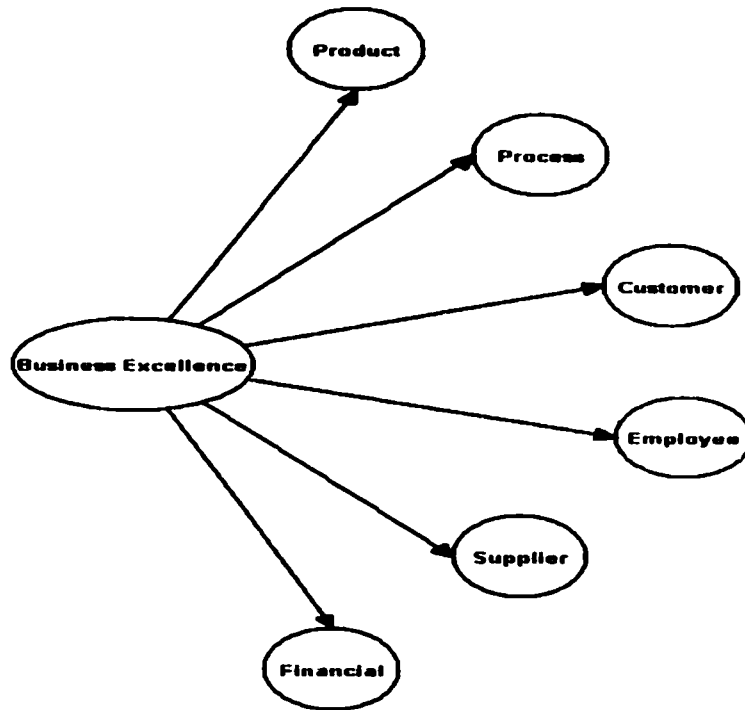 Product
Process
Customer
Business Excellence
Employee
Supplier
Financial